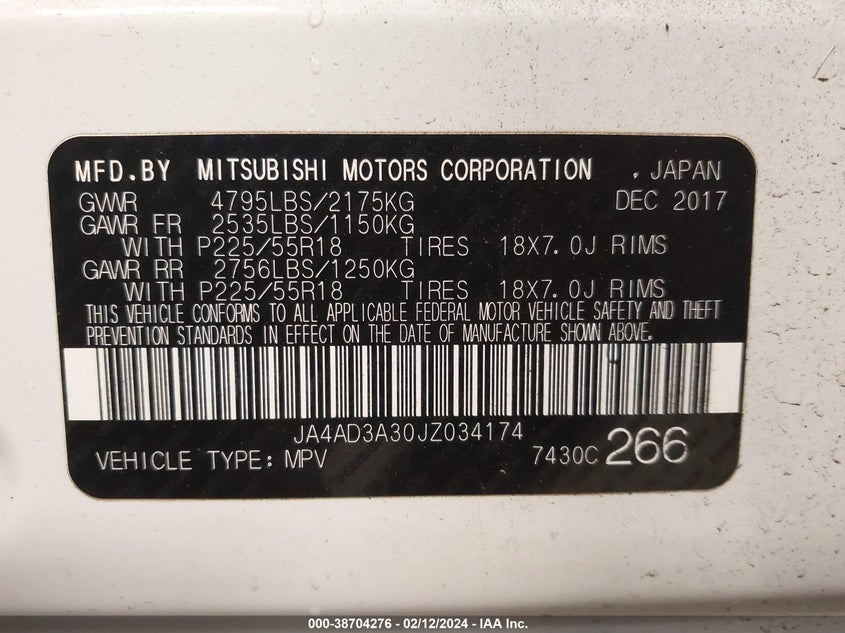 MFD.BY MITSUBISHI MOTORS CORPORATION . JAPAN
GVWR 4795LBS/2175KG DEC 2017
GAWR FR 2535LBS/1150KG
WITH P225/55R18 TIRES 18X7.0J RIMS
GAWR RR 2756LBS/1250KG
WITH P225/55R18 TIRES 18X7.0J RIMS
THIS VEHICLE CONFORMS TO ALL APPLICABLE FEDERAL MOTOR VEHICLE SAFETY AND THEFT
PREVENTION STANDARDS IN EFFECT ON THE DATE OF MANUFACTURE SHOWN ABOVE.
JA4AD3A30JZ034174
VEHICLE TYPE: MPV 7430C 266
000-38704276 - 02/12/2024 - IAA Inc.